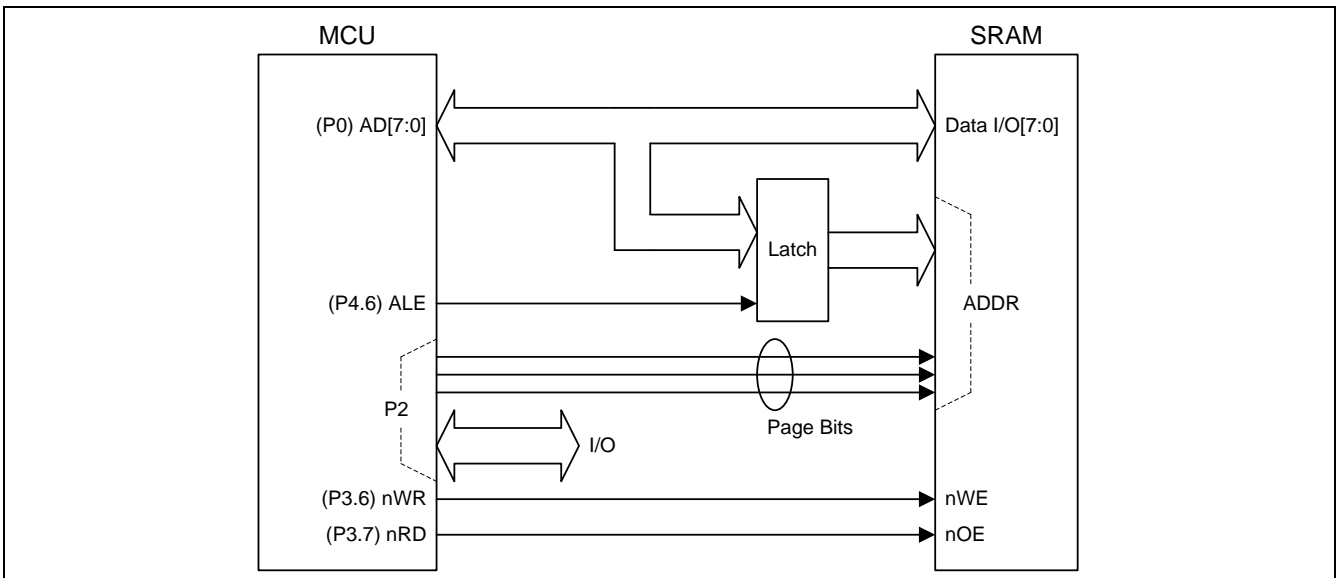 MCU
SRAM
(P0) AD[7:0]
Data I/O[7:0]
Latch
(P4.6) ALE
ADDR
P2
Page Bits
I/O
(P3.6) nWR
nWE
(P3.7) nRD
nOE